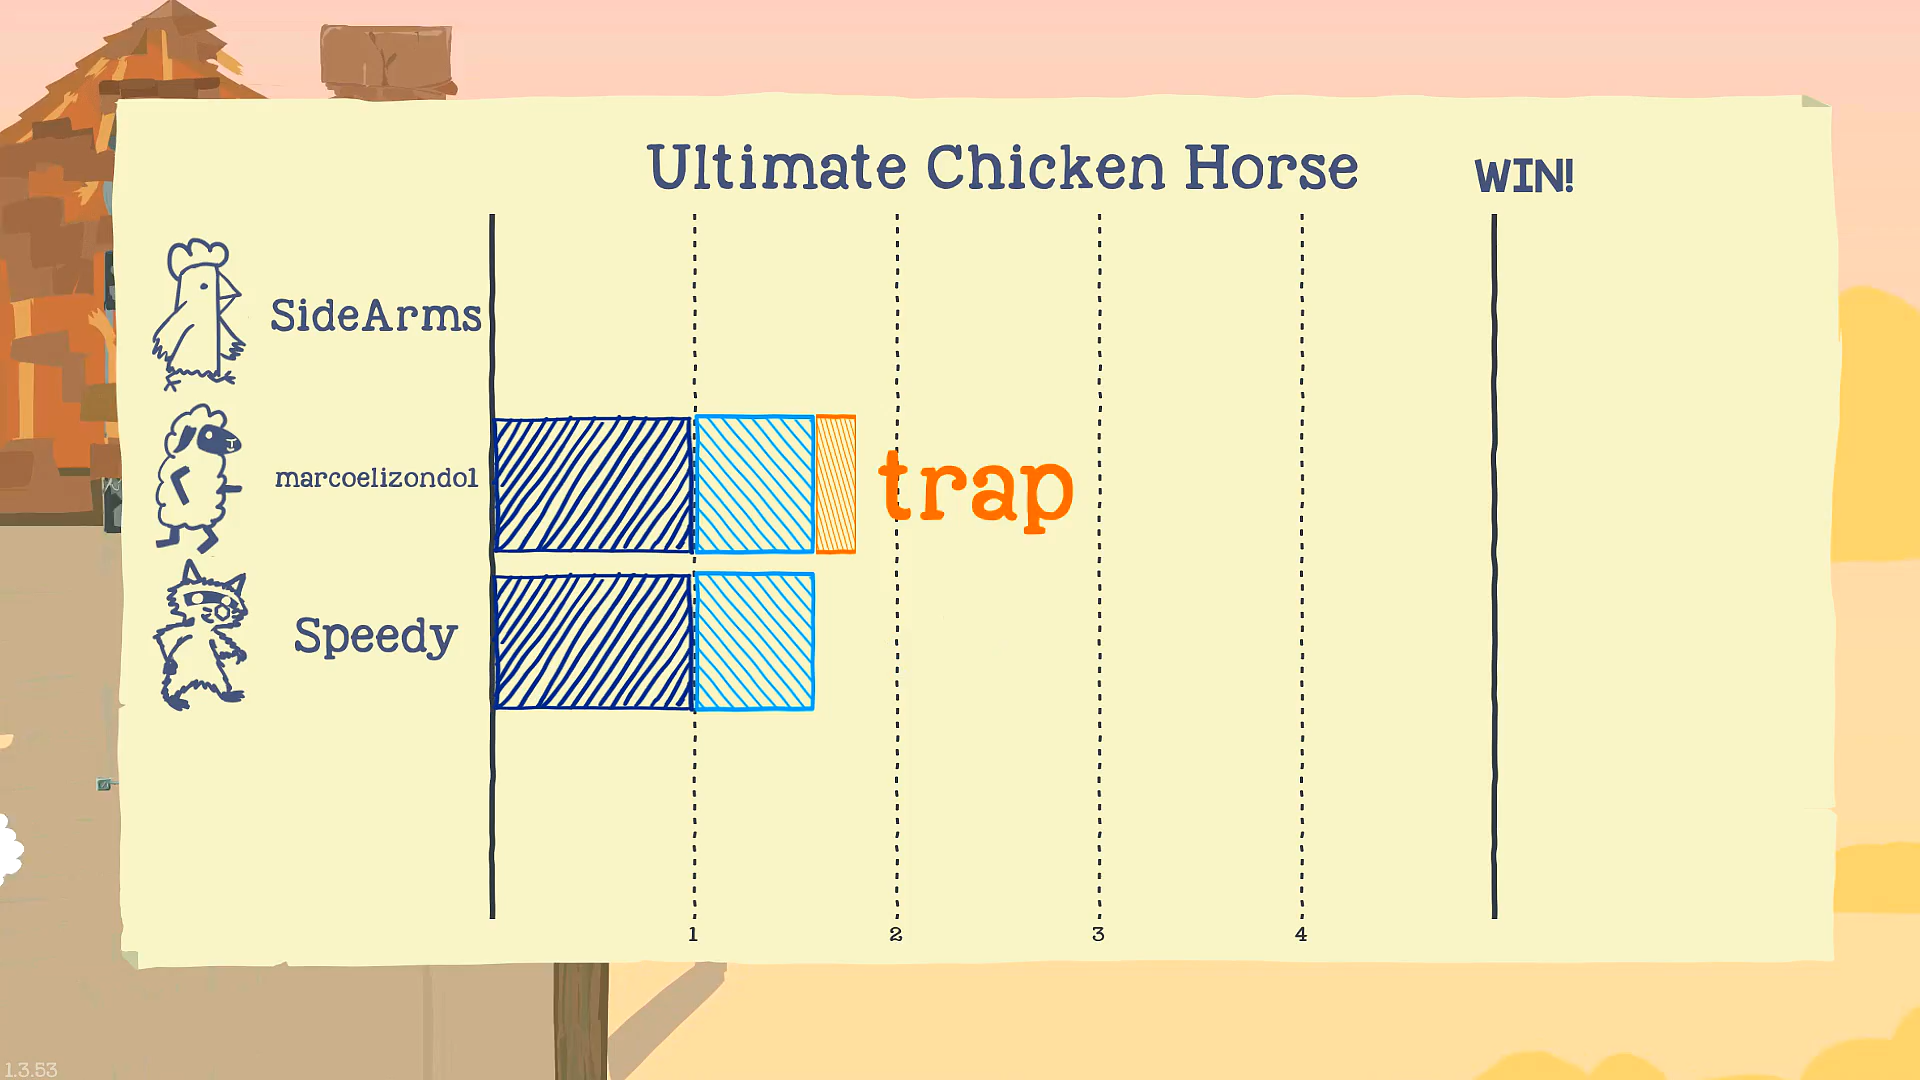 Ultimate Chicken Horse
WIN!
SideArms
marcoelizondo1
trap
Speedy
1 2 3 4
1.3.53